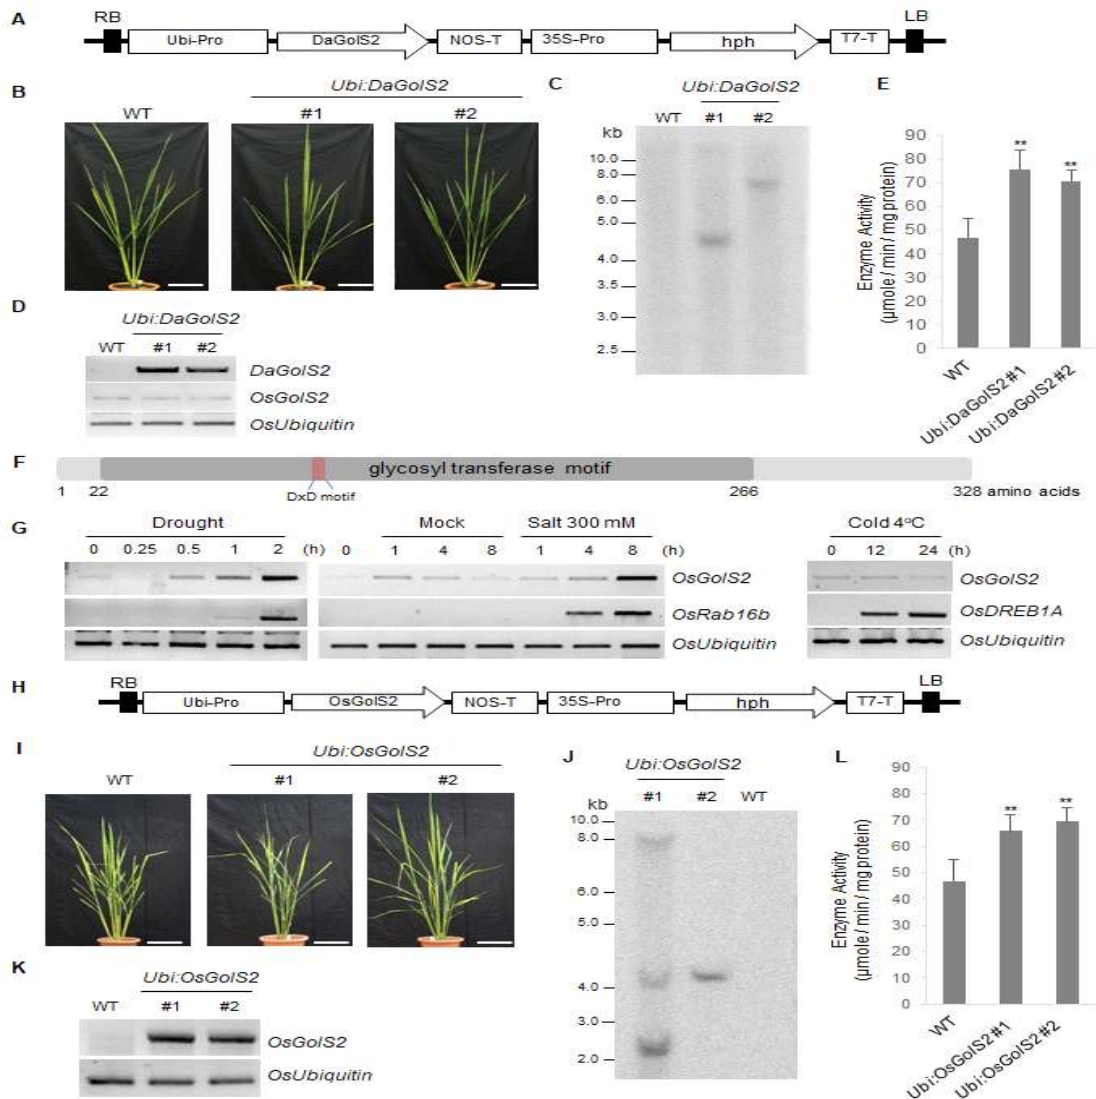 A
RB LB
Ubi-Pro DaGolS2 NOS-T 35S-Pro hph T7-T
B
Ubi:DaGolS2
WT #1 #2
C
Ubi:DaGolS2
WT #1 #2
kb
10.0
8.0
6.0
5.0
4.0
3.5
3.0
2.5
D
Ubi:DaGolS2
WT #1 #2
DaGolS2
OsGolS2
OsUbiquitin
E
90
80
70
60
50
40
30
20
10
0
Enzyme Activity
(µmole / min / mg protein)
** **
WT
Ubi:DaGolS2 #1
Ubi:DaGolS2 #2
F
glycosyl transferase motif
1 22 DxD motif 266 328 amino acids
G
Drought Mock Salt 300 mM Cold 4°C
0 0.25 0.5 1 2 (h) 0 1 4 8 1 4 8 (h) 0 12 24 (h)
OsGolS2 OsGolS2
OsRab16b OsDREB1A
OsUbiquitin OsUbiquitin
H
RB LB
Ubi-Pro OsGolS2 NOS-T 35S-Pro hph T7-T
I
Ubi:OsGolS2
WT #1 #2
J
Ubi:OsGolS2
#1 #2 WT
kb
10.0
8.0
6.0
5.0
4.0
3.0
2.0
K
Ubi:OsGolS2
WT #1 #2
OsGolS2
OsUbiquitin
L
90
80
70
60
50
40
30
20
10
0
Enzyme Activity
(µmole / min / mg protein)
** **
WT
Ubi:OsGolS2 #1
Ubi:OsGolS2 #2